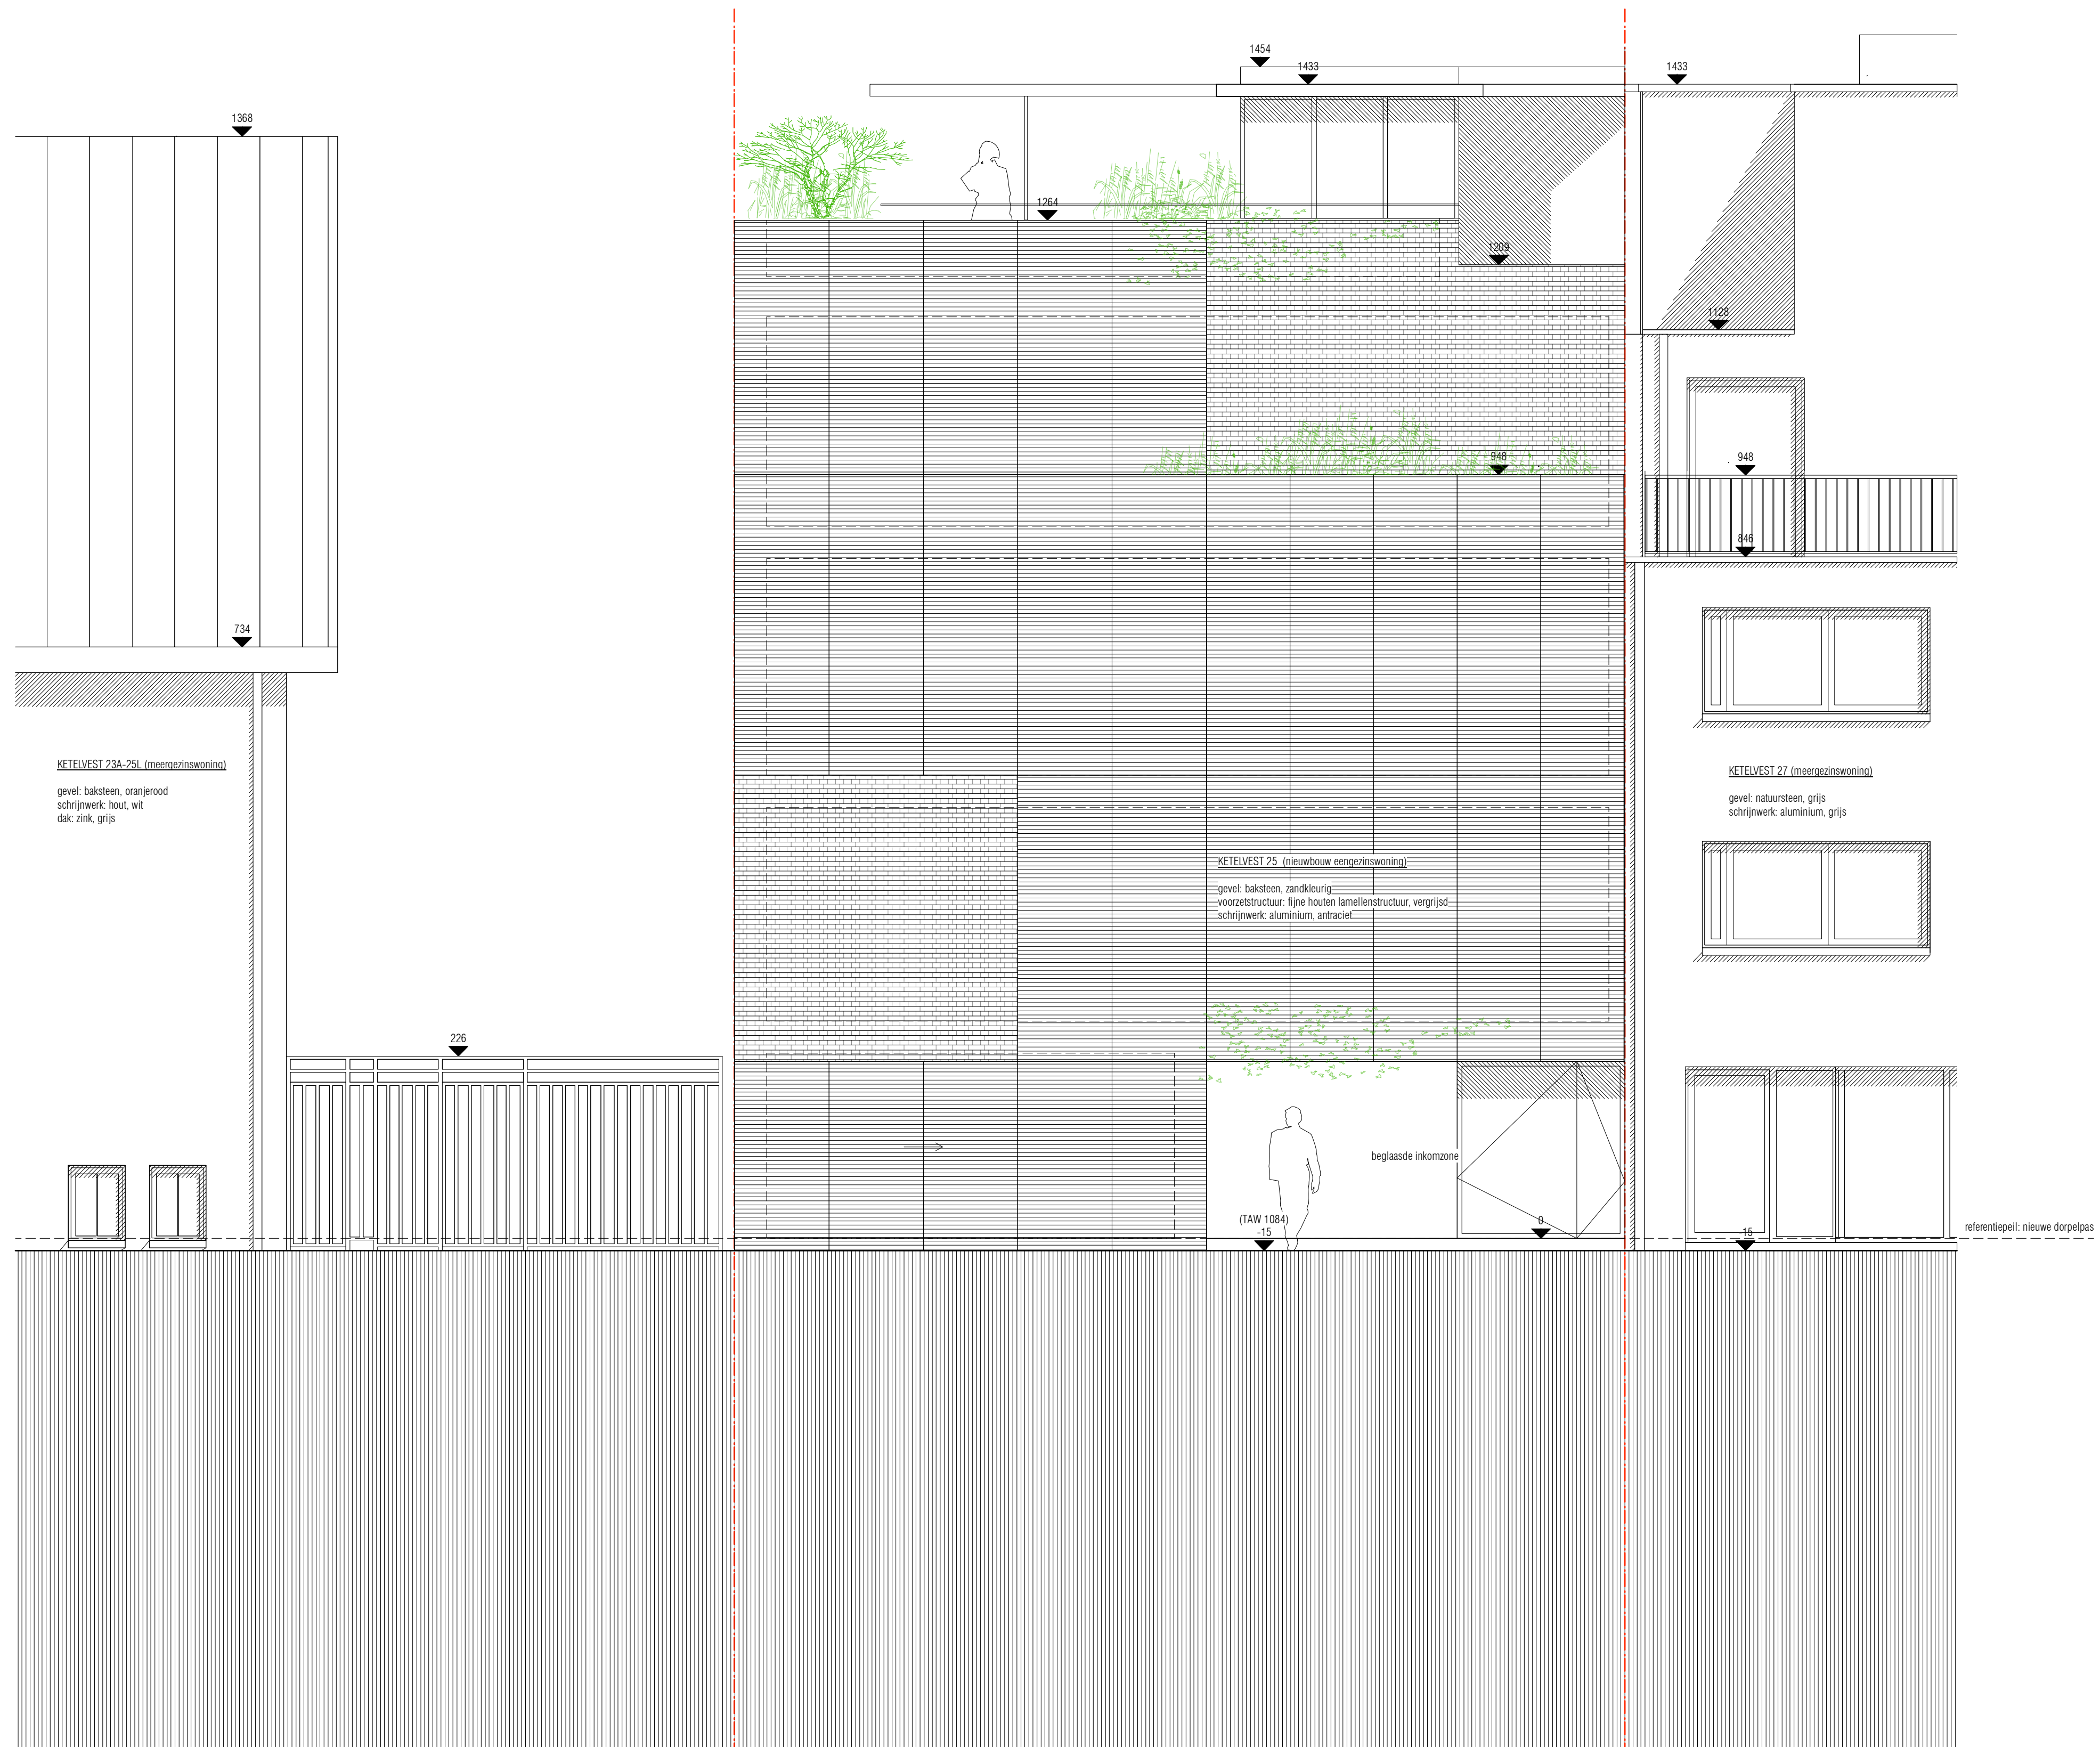 1454
1433
1433
1368
1264
1209
1128
948
948
846
734
KETELVEST 23A-25L (meergezinswoning)
gevel: baksteen, oranjerood
schrijnwerk: hout, wit
dak: zink, grijs
KETELVEST 27 (meergezinswoning)
gevel: natuursteen, grijs
schrijnwerk: aluminium, grijs
KETELVEST 25 (nieuwbouw eengezinswoning)
gevel: baksteen, zandkleurig
voorzetstructuur: fijne houten lamellenstructuur, vergrijsd
schrijnwerk: aluminium, antraciet
226
beglaasde inkomzone
(TAW 1084)
-15
0
-15
referentiepeil: nieuwe dorpelpas